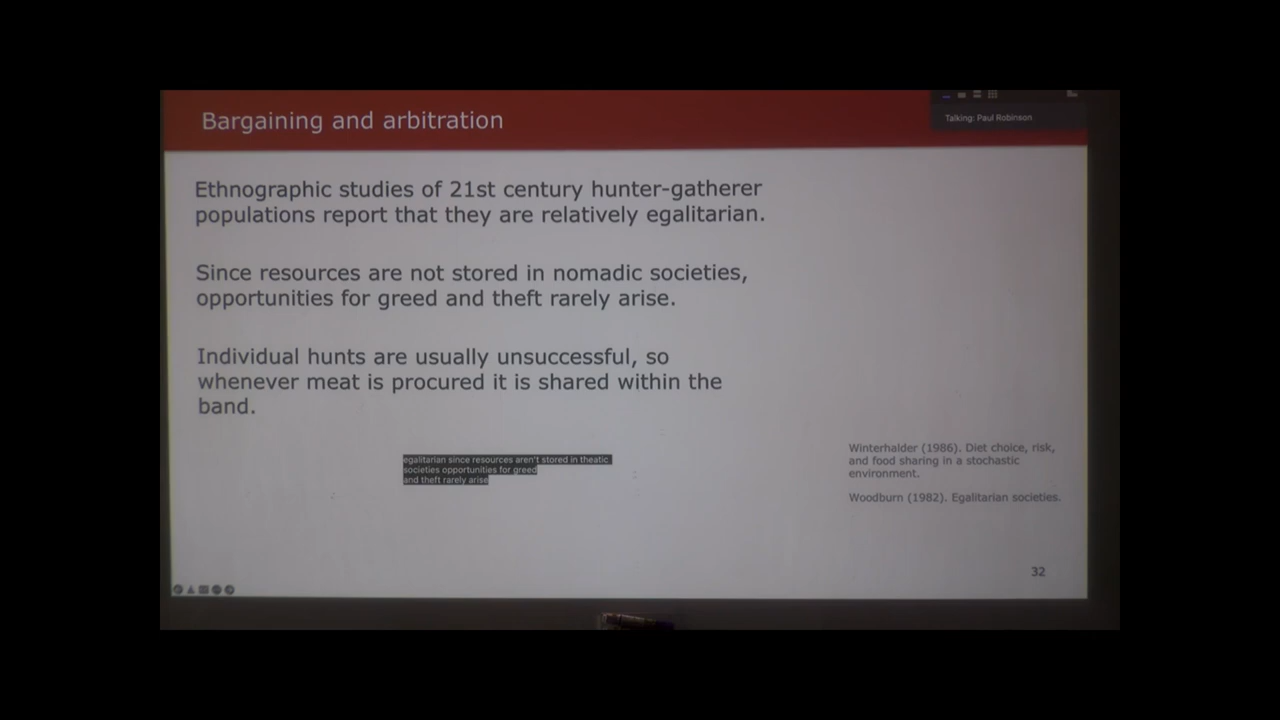 Bargaining and arbitration
Talking: Paul Robinson
Ethnographic studies of 21st century hunter-gatherer
populations report that they are relatively egalitarian.
Since resources are not stored in nomadic societies,
opportunities for greed and theft rarely arise.
Individual hunts are usually unsuccessful, so
whenever meat is procured it is shared within the
band.
egalitarian since resources aren't stored in theatic
societies opportunities for greed
and theft rarely arise
Winterhalder (1986). Diet choice, risk,
and food sharing in a stochastic
environment.
Woodburn (1982). Egalitarian societies.
32